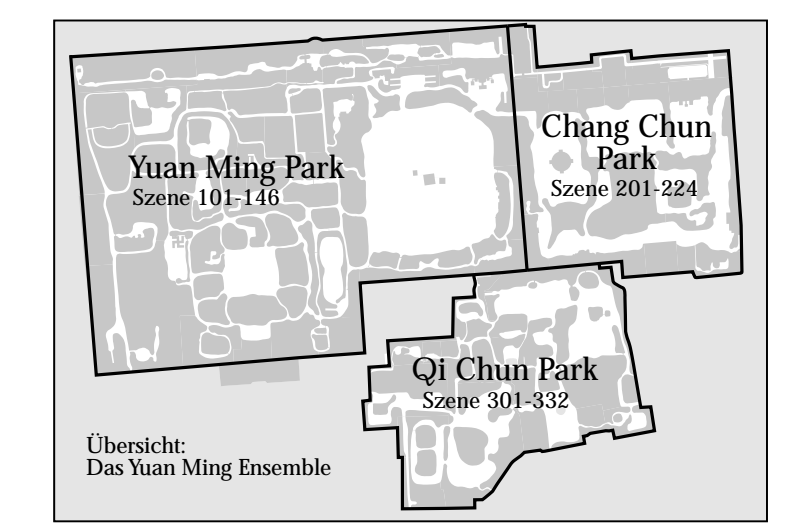 Yuan Ming Park
Szene 101-146
Chang Chun
Park
Szene 201-224
Qi Chun Park
Szene 301-332
Übersicht:
Das Yuan Ming Ensemble